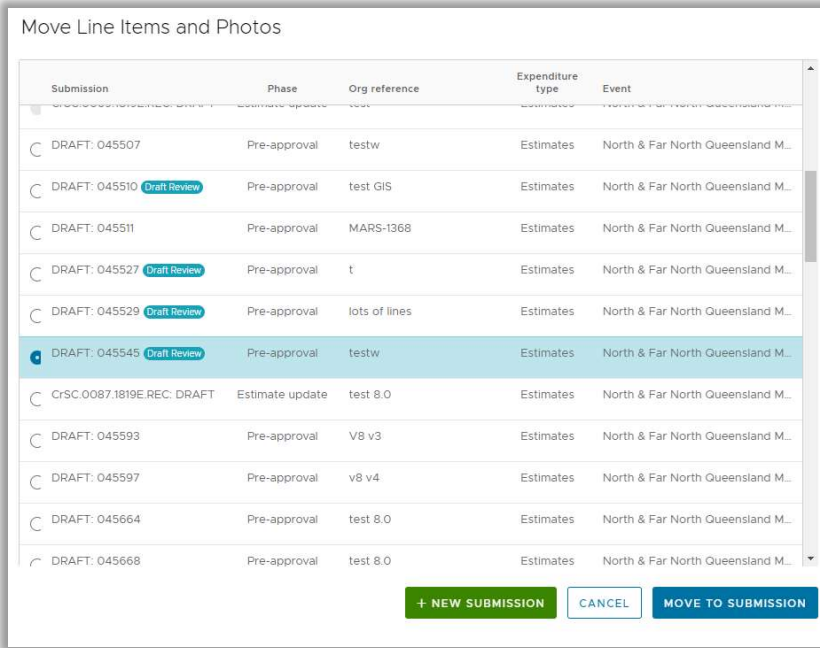 Move Line Items and Photos
Submission Phase Org reference Expenditure type Event
DRAFT: 045507 Pre-approval testw Estimates North & Far North Queensland M...
DRAFT: 045510 Draft Review Pre-approval test GIS Estimates North & Far North Queensland M...
DRAFT: 045511 Pre-approval MARS-1368 Estimates North & Far North Queensland M...
DRAFT: 045527 Draft Review Pre-approval t Estimates North & Far North Queensland M...
DRAFT: 045529 Draft Review Pre-approval lots of lines Estimates North & Far North Queensland M...
DRAFT: 045545 Draft Review Pre-approval testw Estimates North & Far North Queensland M...
CrSC.0087.1819E.REC: DRAFT Estimate update test 8.0 Estimates North & Far North Queensland M...
DRAFT: 045593 Pre-approval V8 v3 Estimates North & Far North Queensland M...
DRAFT: 045597 Pre-approval v8 v4 Estimates North & Far North Queensland M...
DRAFT: 045664 Pre-approval test 8.0 Estimates North & Far North Queensland M...
DRAFT: 045668 Pre-approval test 8.0 Estimates North & Far North Queensland M...
+ NEW SUBMISSION CANCEL MOVE TO SUBMISSION